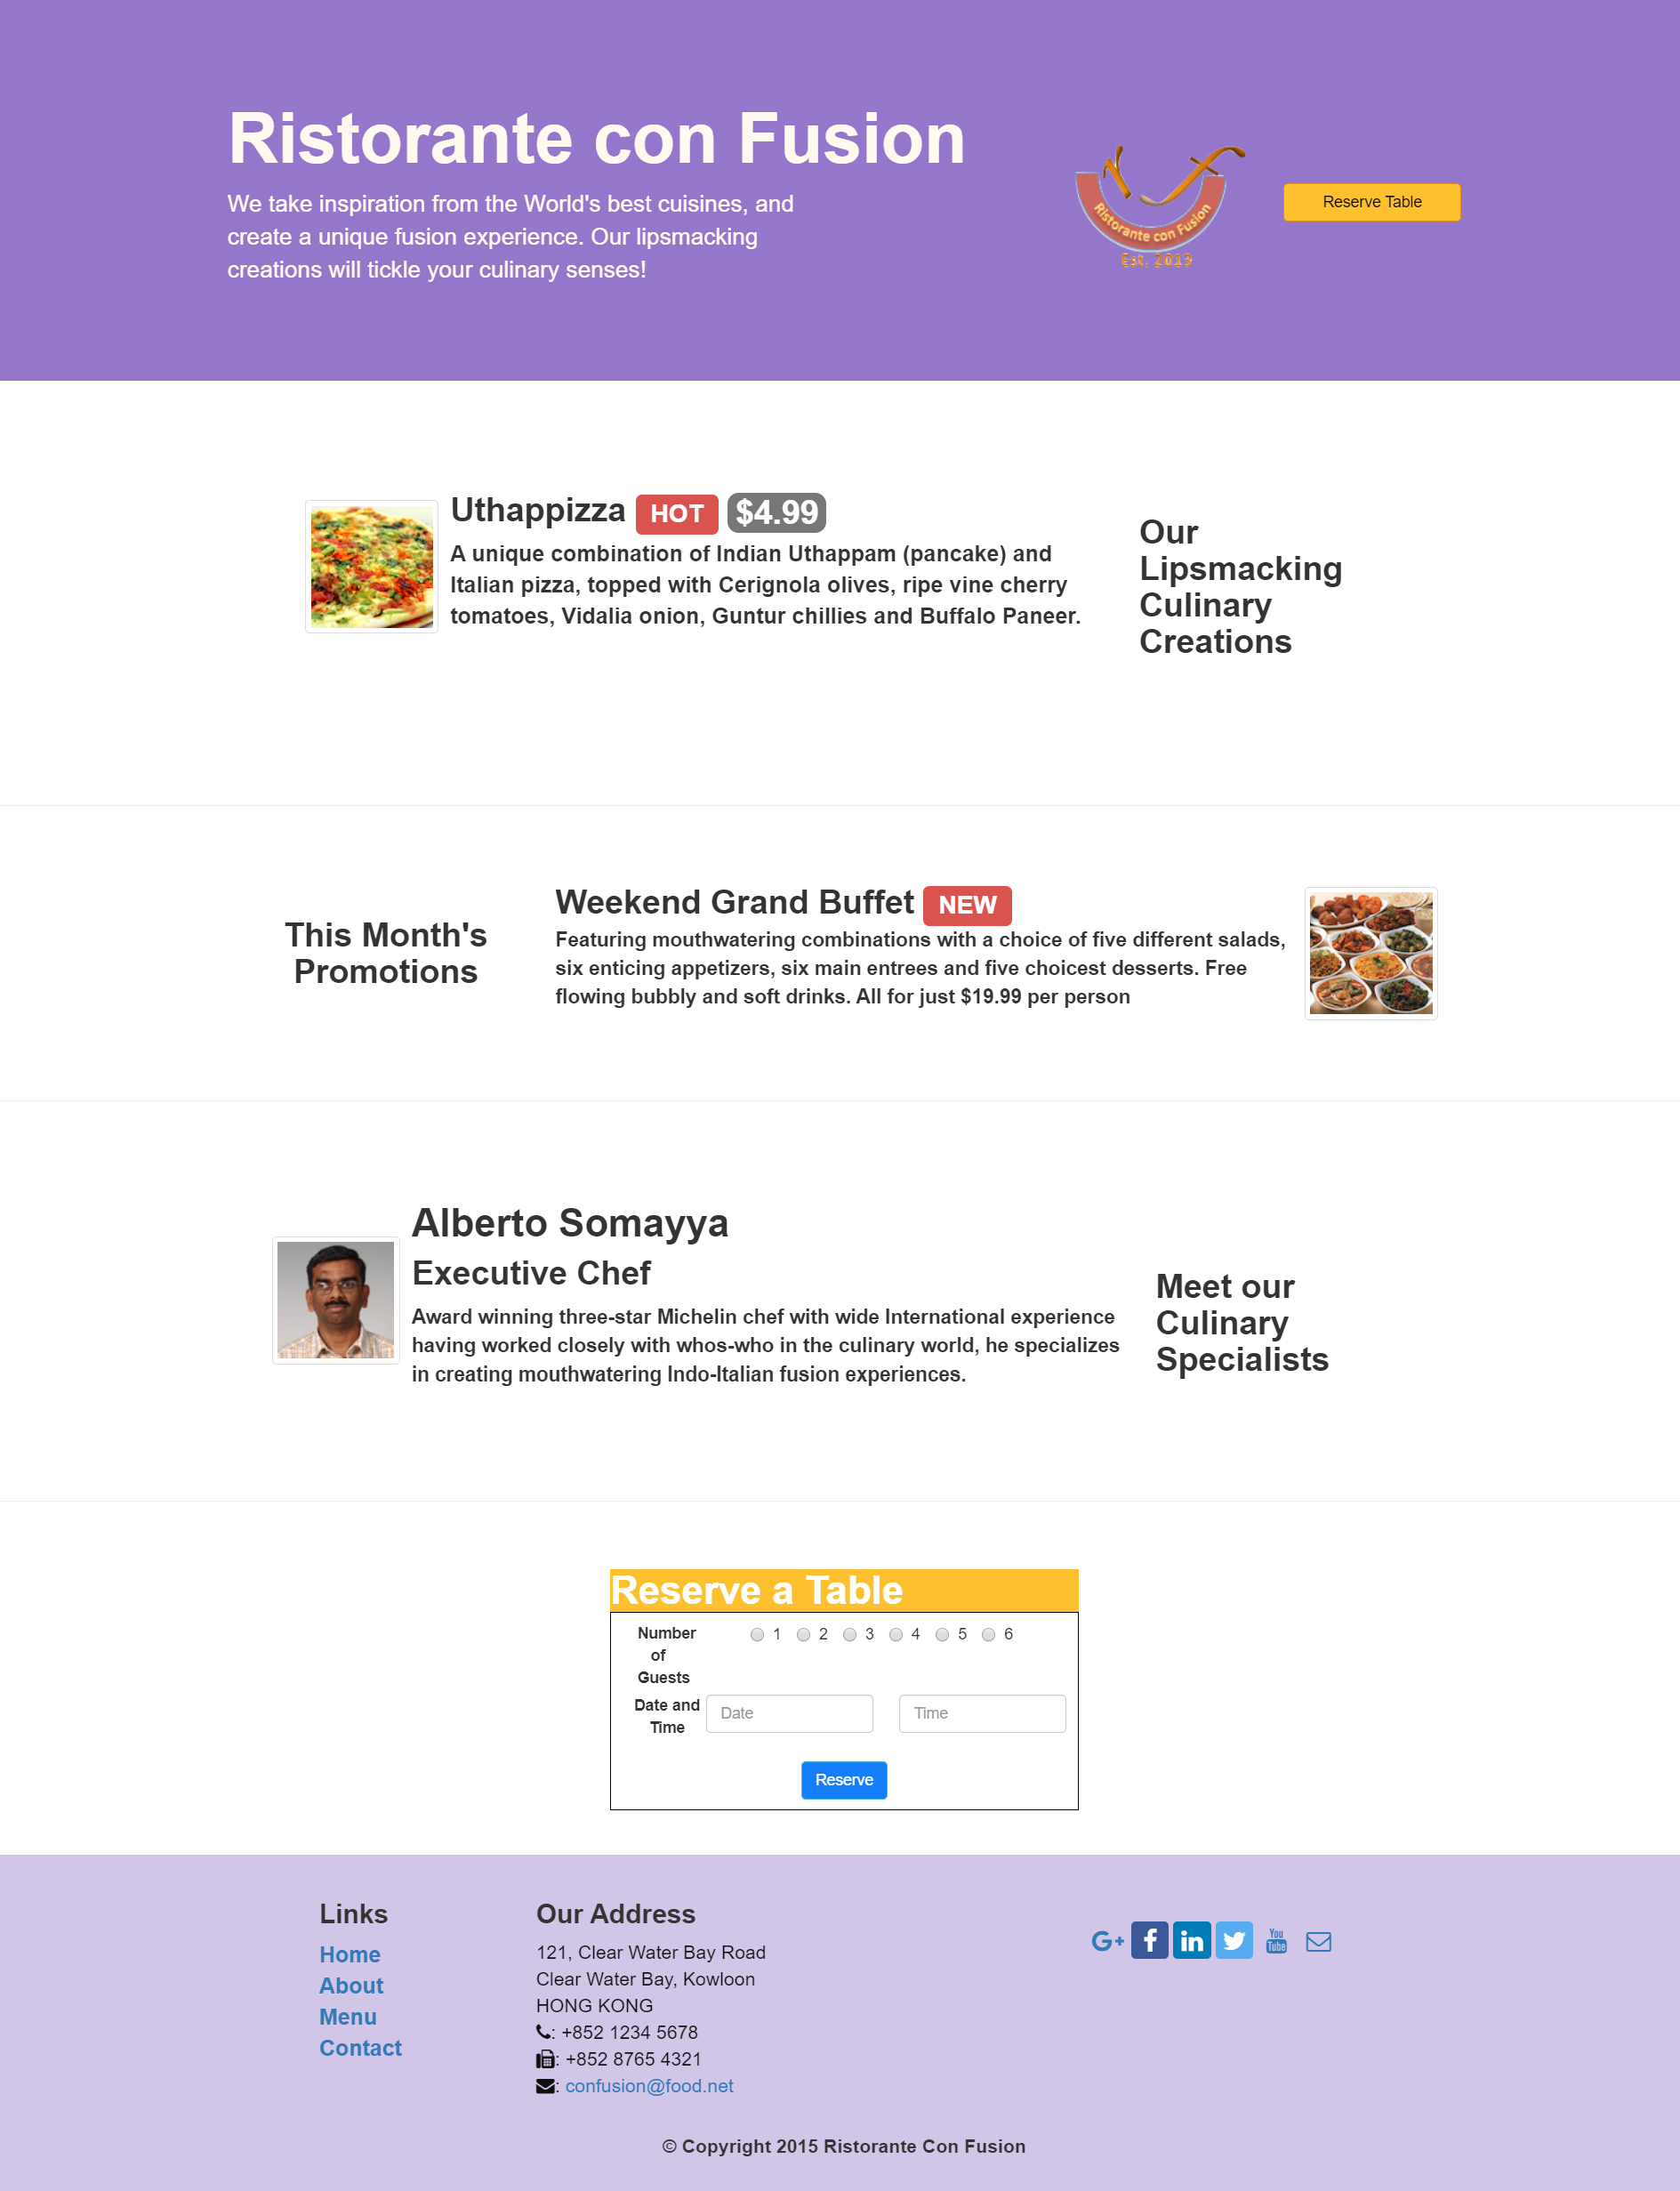 Ristorante con Fusion
We take inspiration from the World's best cuisines, and
create a unique fusion experience. Our lipsmacking
creations will tickle your culinary senses!
Ristorante con Fusion
Est. 2013
Reserve Table
Uthappizza HOT $4.99
A unique combination of Indian Uthappam (pancake) and
Italian pizza, topped with Cerignola olives, ripe vine cherry
tomatoes, Vidalia onion, Guntur chillies and Buffalo Paneer.
Our
Lipsmacking
Culinary
Creations
This Month's
Promotions
Weekend Grand Buffet NEW
Featuring mouthwatering combinations with a choice of five different salads,
six enticing appetizers, six main entrees and five choicest desserts. Free
flowing bubbly and soft drinks. All for just $19.99 per person
Alberto Somayya
Executive Chef
Award winning three-star Michelin chef with wide International experience
having worked closely with whos-who in the culinary world, he specializes
in creating mouthwatering Indo-Italian fusion experiences.
Meet our
Culinary
Specialists
Reserve a Table
Number
of
Guests
1 2 3 4 5 6
Date and
Time
Date
Time
Reserve
Links
Home
About
Menu
Contact
Our Address
121, Clear Water Bay Road
Clear Water Bay, Kowloon
HONG KONG
: +852 1234 5678
: +852 8765 4321
: confusion@food.net
G+ f in You Tube
© Copyright 2015 Ristorante Con Fusion